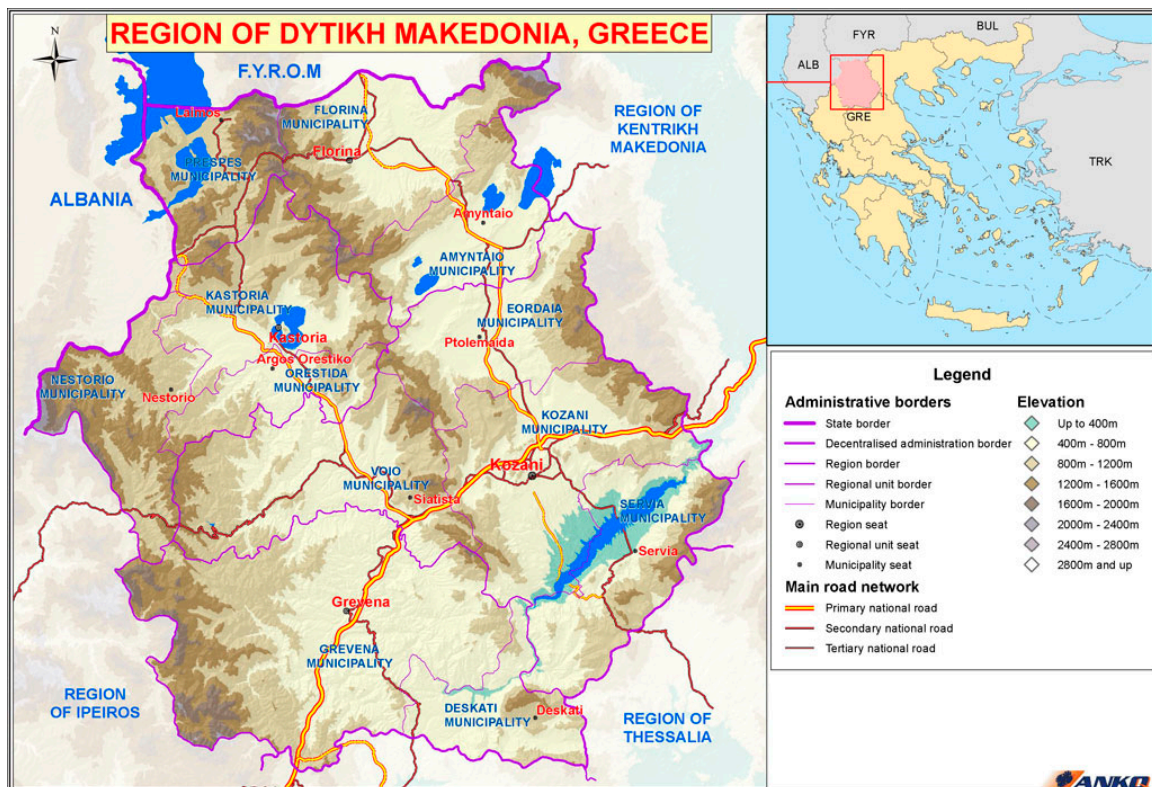 REGION OF DYTIKH MAKEDONIA, GREECE
N
F.Y.R.O.M
FLORINA
MUNICIPALITY
REGION OF
KENTRIKH
MAKEDONIA
Laimos
PRESPES
MUNICIPALITY
Florina
ALBANIA
Amyntaio
AMYNTAIO
MUNICIPALITY
KASTORIA
MUNICIPALITY
EORDAIA
MUNICIPALITY
Kastoria
Ptolemaida
Argos Orestiko
ORESTIDA
MUNICIPALITY
NESTORIO
MUNICIPALITY
Nestorio
KOZANI
MUNICIPALITY
VOIO
MUNICIPALITY
Kozani
Siatista
SERVIA
MUNICIPALITY
Servia
Grevena
GREVENA
MUNICIPALITY
REGION
OF IPEIROS
DESKATI
MUNICIPALITY
Deskati
REGION OF
THESSALIA
BUL
FYR
ALB
GRE
TRK
Legend
Administrative borders
State border
Decentralised administration border
Region border
Regional unit border
Municipality border
Region seat
Regional unit seat
Municipality seat
Main road network
Primary national road
Secondary national road
Tertiary national road
Elevation
Up to 400m
400m - 800m
800m - 1200m
1200m - 1600m
1600m - 2000m
2000m - 2400m
2400m - 2800m
2800m and up
ANKO